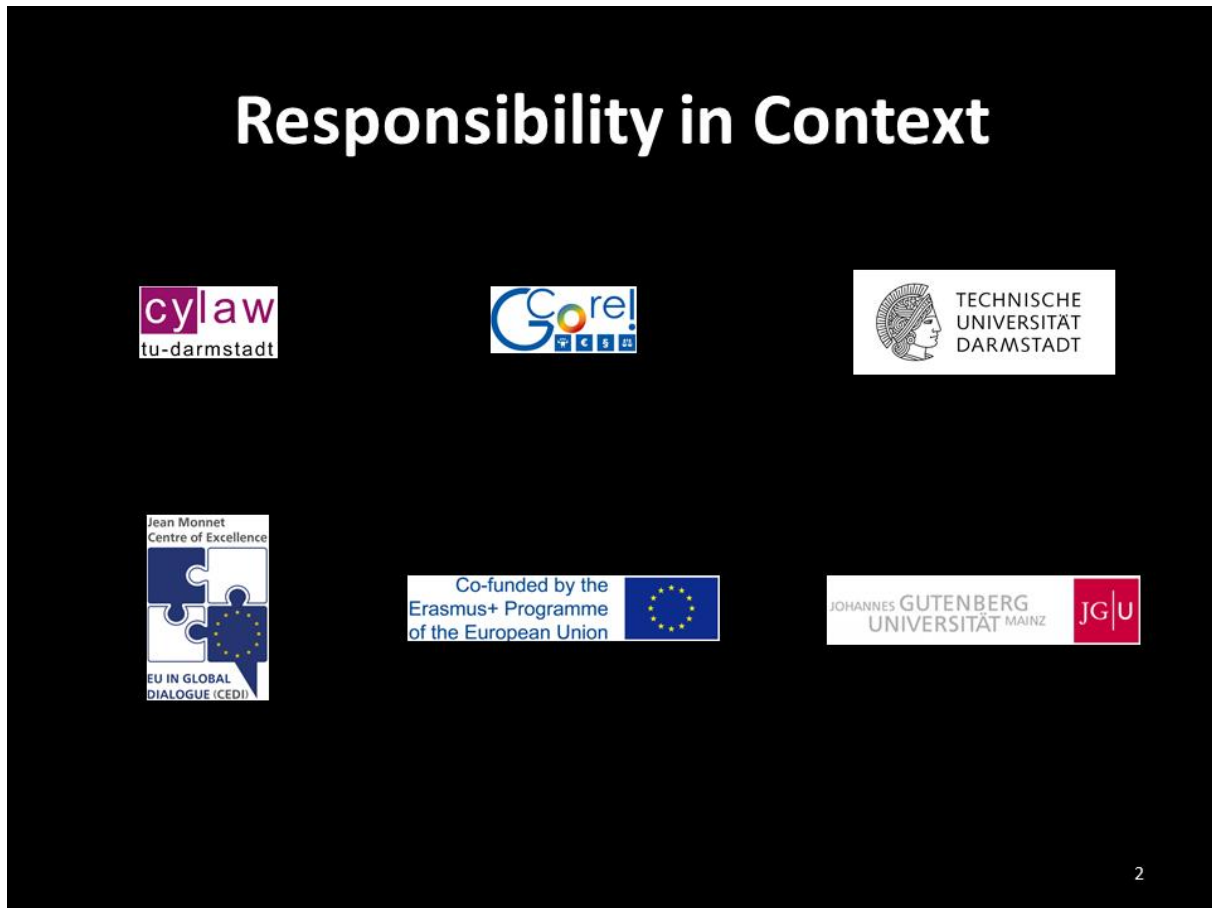 Responsibility in Context
cylaw
tu-darmstadt
GCore!
€ §
TECHNISCHE
UNIVERSITÄT
DARMSTADT
Jean Monnet
Centre of Excellence
EU IN GLOBAL
DIALOGUE (CEDI)
Co-funded by the
Erasmus+ Programme
of the European Union
JOHANNES GUTENBERG
UNIVERSITÄT MAINZ
JG|U
2